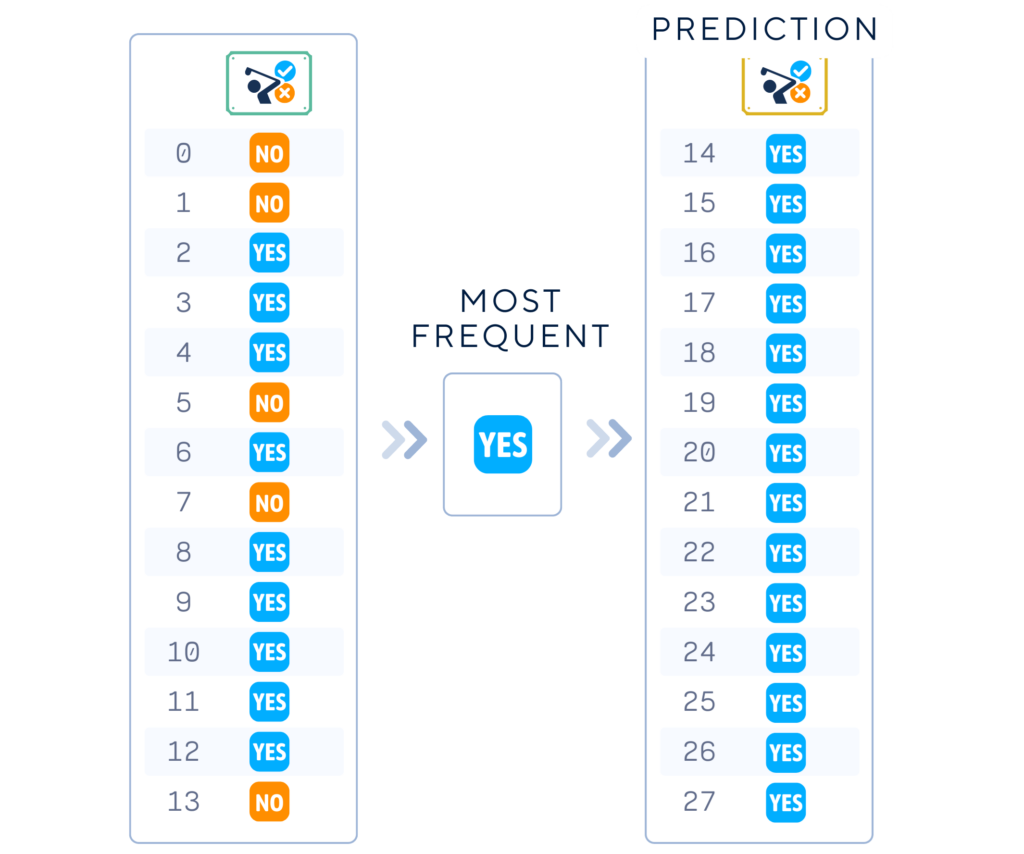 PREDICTION
0 NO
1 NO
2 YES
3 YES
4 YES
5 NO
6 YES
7 NO
8 YES
9 YES
10 YES
11 YES
12 YES
13 NO
MOST
FREQUENT
YES
14 YES
15 YES
16 YES
17 YES
18 YES
19 YES
20 YES
21 YES
22 YES
23 YES
24 YES
25 YES
26 YES
27 YES